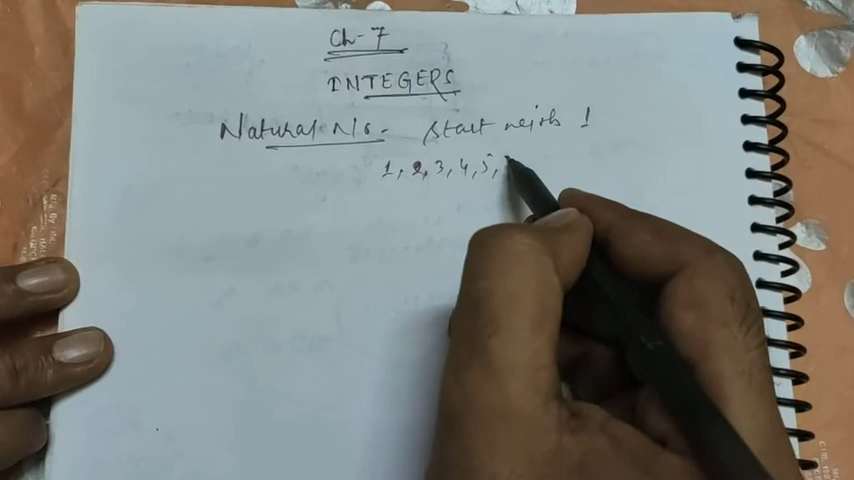 Ch-7
INTEGERS
Natural No. - Start with 1
1, 2, 3, 4, 5,